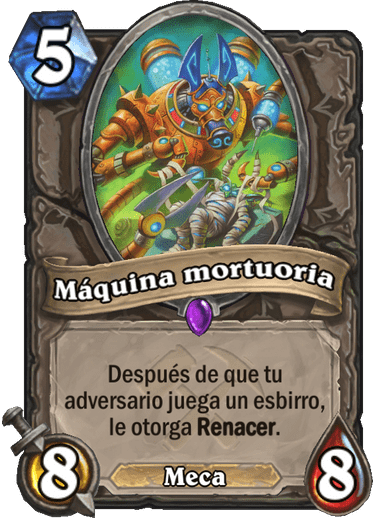 5
Máquina mortuoria
Después de que tu
adversario juega un esbirro,
le otorga Renacer.
8
Meca
8